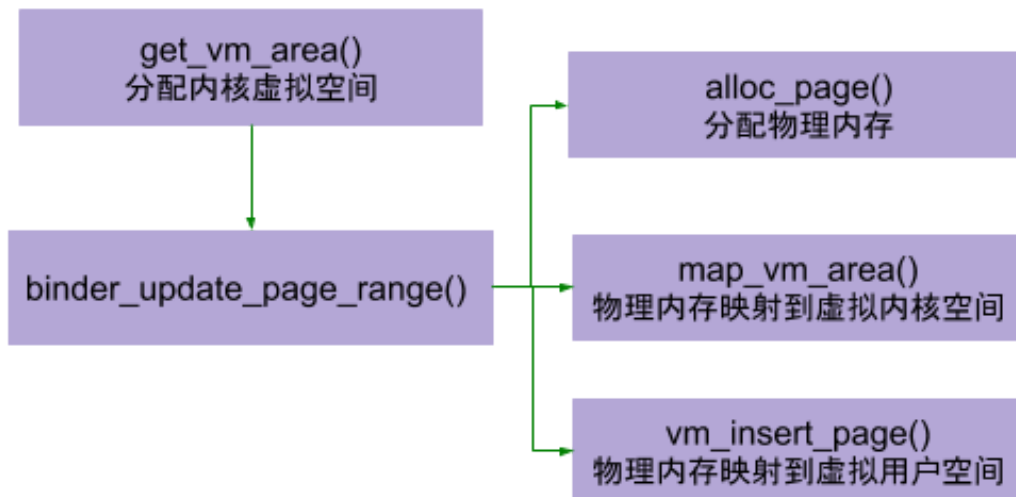 get_vm_area()
分配内核虚拟空间
binder_update_page_range()
alloc_page()
分配物理内存
map_vm_area()
物理内存映射到虚拟内核空间
vm_insert_page()
物理内存映射到虚拟用户空间